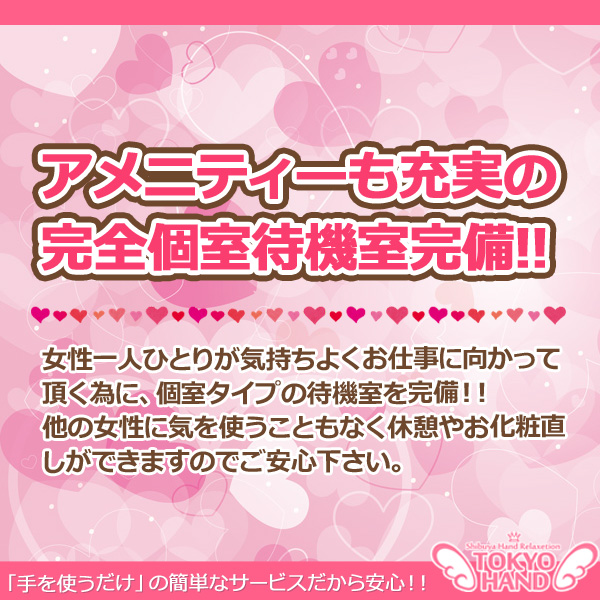 アメニティーも充実の
完全個室待機室完備!!
女性一人ひとりが気持ちよくお仕事に向かって
頂く為に、個室タイプの待機室を完備！！
他の女性に気を使うこともなく休憩やお化粧直
しができますのでご安心下さい。
Shibuya Hand Relaxation
TOKYO
HAND
「手を使うだけ」の簡単なサービスだから安心！！